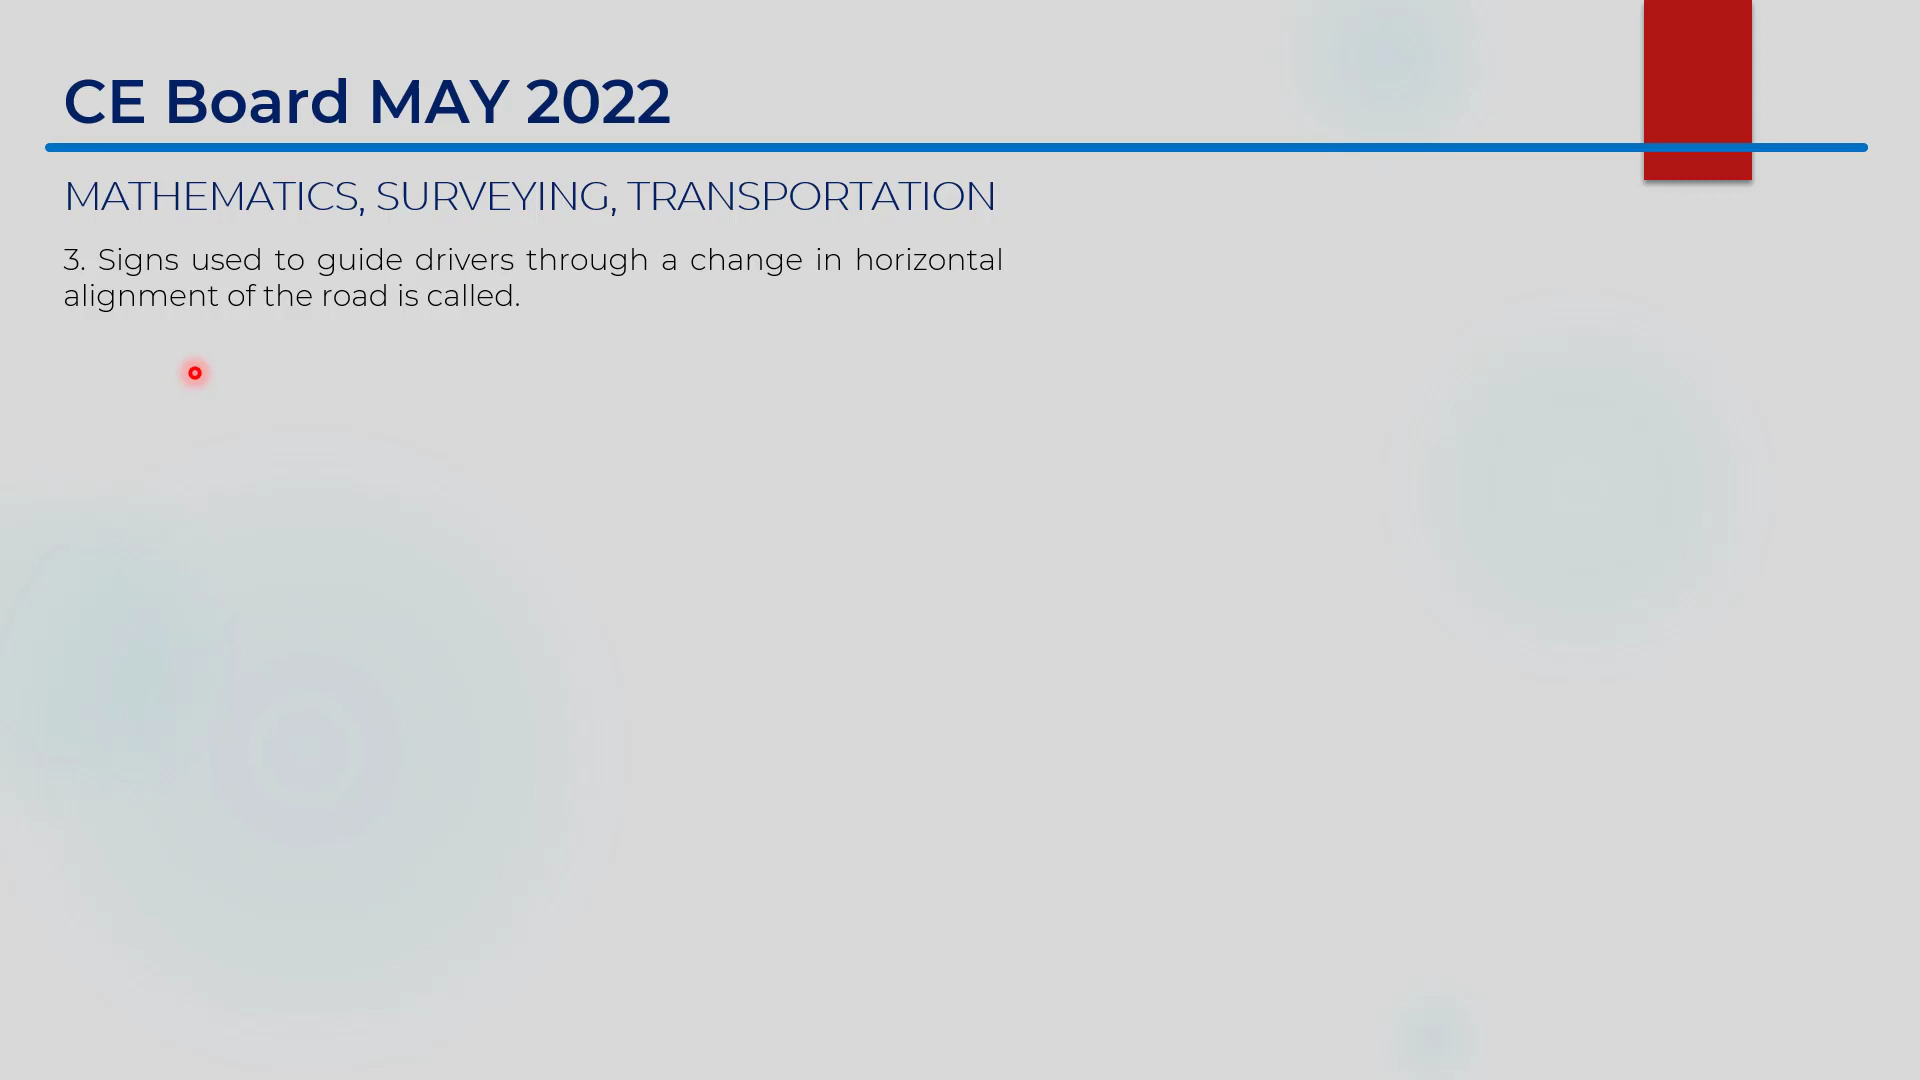 CE Board MAY 2022
MATHEMATICS, SURVEYING, TRANSPORTATION
3. Signs used to guide drivers through a change in horizontal
alignment of the road is called.